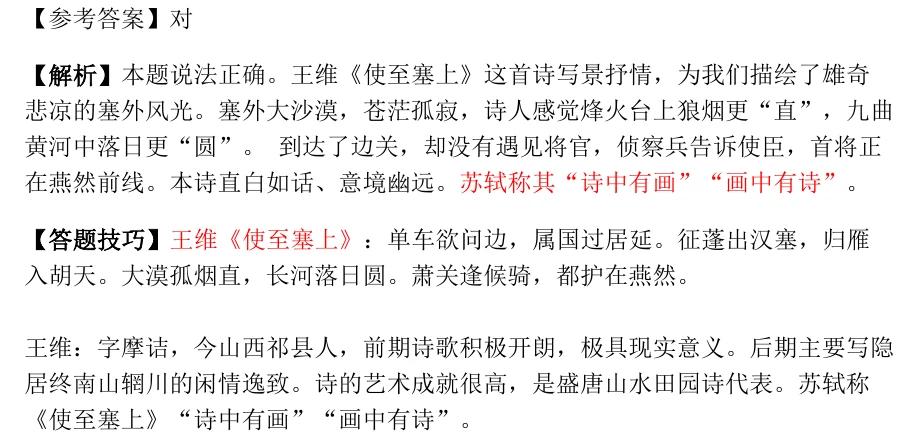 【参考答案】对
【解析】本题说法正确。王维《使至塞上》这首诗写景抒情，为我们描绘了雄奇
悲凉的塞外风光。塞外大沙漠，苍茫孤寂，诗人感觉烽火台上狼烟更“直”，九曲
黄河中落日更“圆”。 到达了边关，却没有遇见将官，侦察兵告诉使臣，首将正
在燕然前线。本诗直白如话、意境幽远。苏轼称其“诗中有画”“画中有诗”。
【答题技巧】王维《使至塞上》：单车欲问边，属国过居延。征蓬出汉塞，归雁
入胡天。大漠孤烟直，长河落日圆。萧关逢候骑，都护在燕然。
王维：字摩诘，今山西祁县人，前期诗歌积极开朗，极具现实意义。后期主要写隐
居终南山辋川的闲情逸致。诗的艺术成就很高，是盛唐山水田园诗代表。苏轼称
《使至塞上》“诗中有画”“画中有诗”。